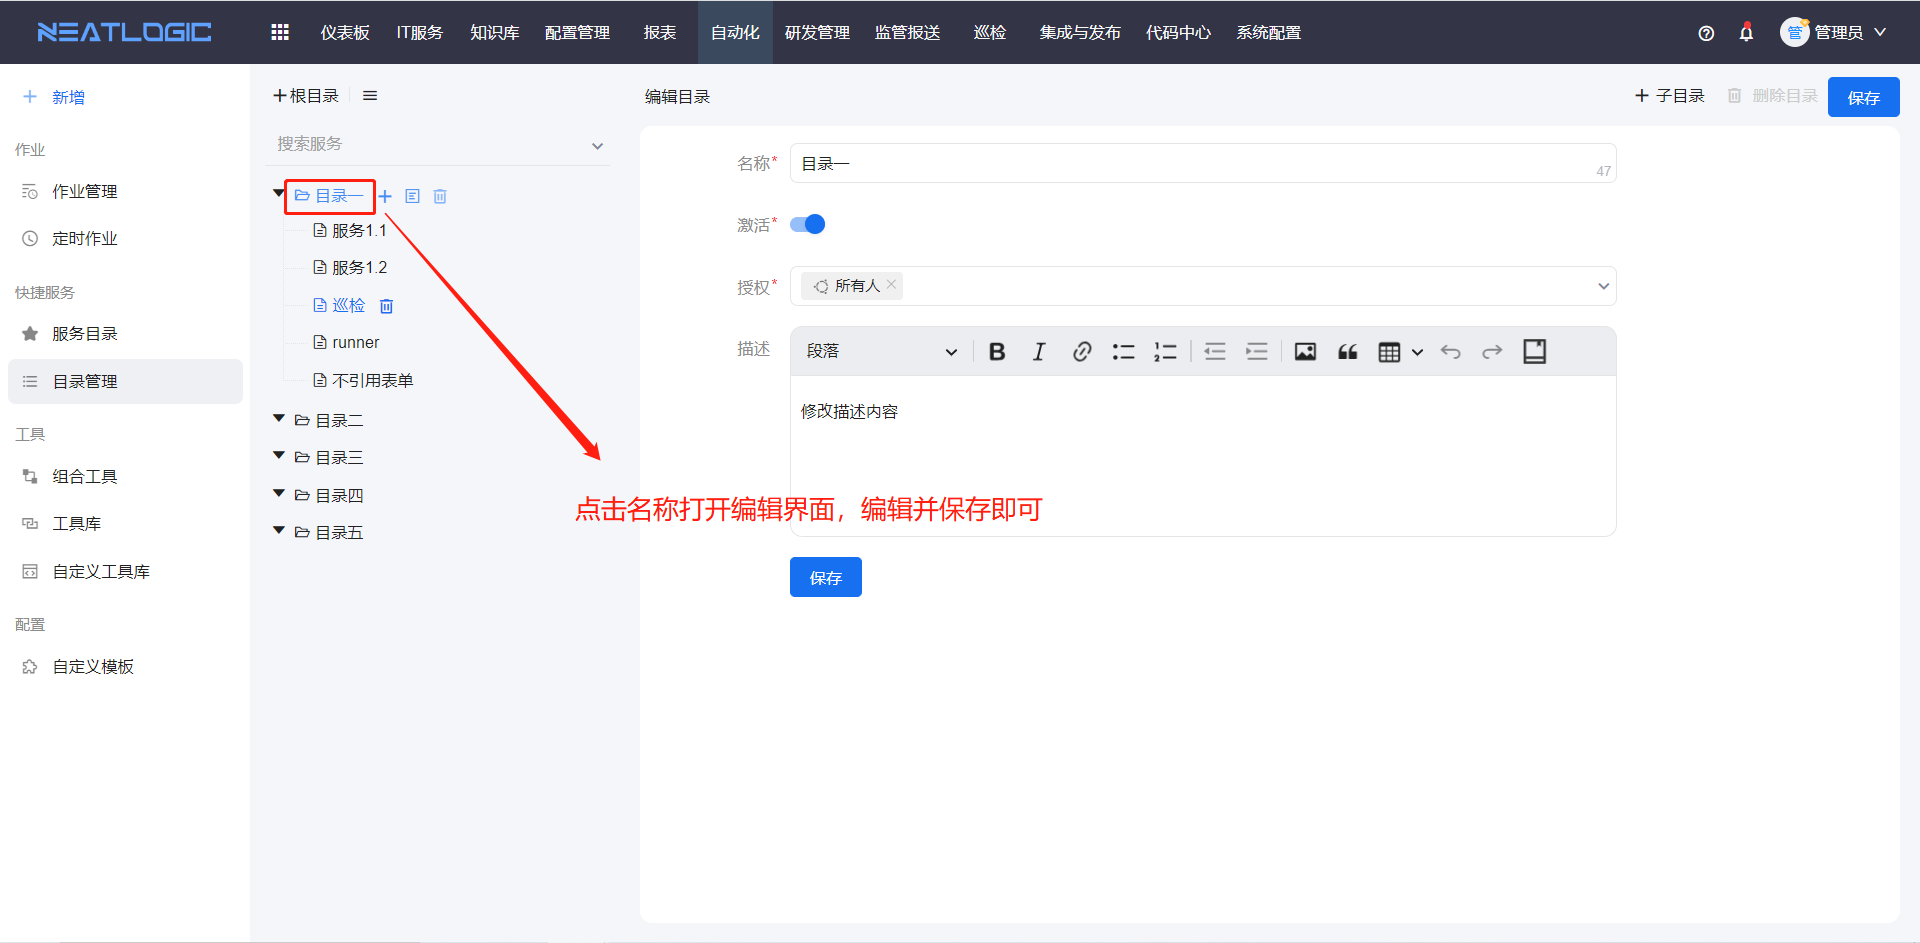 NEATLOGIC
仪表板 IT服务 知识库 配置管理 报表 自动化 研发管理 监管报送 巡检 集成与发布 代码中心 系统配置
管 管理员
新增
作业
作业管理
定时作业
快捷服务
服务目录
目录管理
工具
组合工具
工具库
自定义工具库
配置
自定义模板
根目录
搜索服务
目录一
服务1.1
服务1.2
巡检
runner
不引用表单
目录二
目录三
目录四
目录五
编辑目录
子目录 删除目录 保存
名称* 目录一 47
激活*
授权* 所有人
描述 段落
修改描述内容
点击名称打开编辑界面，编辑并保存即可
保存